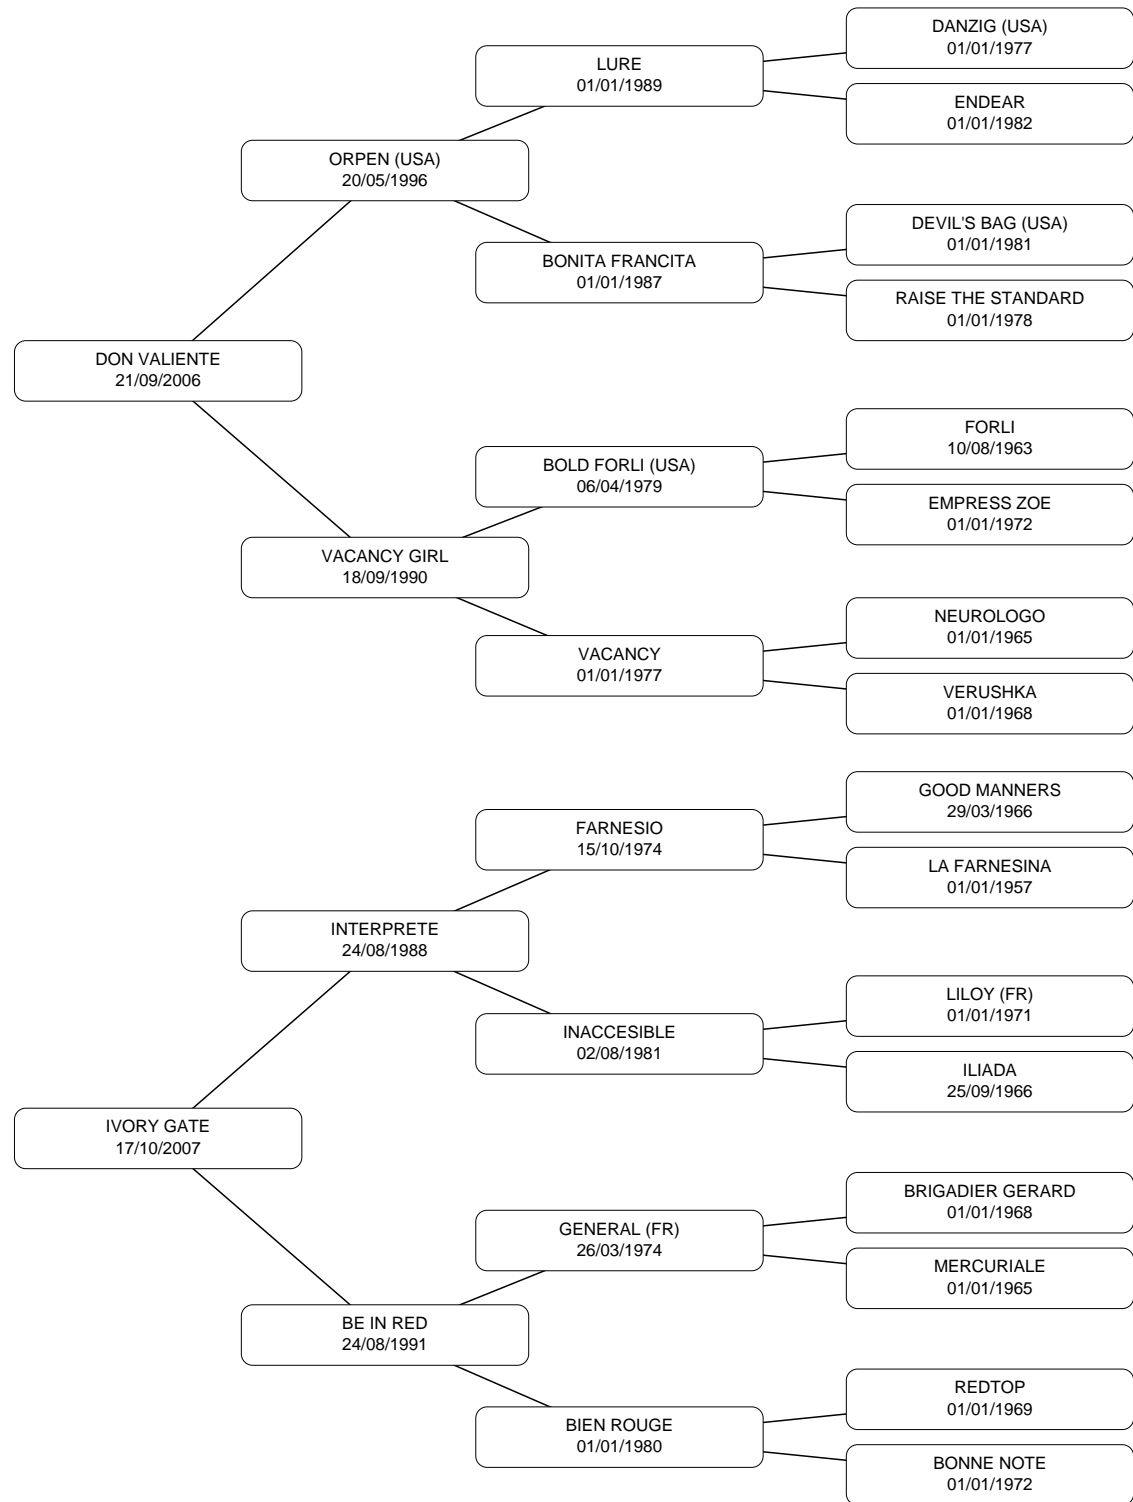 DANZIG (USA)
01/01/1977
LURE
01/01/1989
ENDEAR
01/01/1982
ORPEN (USA)
20/05/1996
DEVIL'S BAG (USA)
01/01/1981
BONITA FRANCITA
01/01/1987
RAISE THE STANDARD
01/01/1978
DON VALIENTE
21/09/2006
FORLI
10/08/1963
BOLD FORLI (USA)
06/04/1979
EMPRESS ZOE
01/01/1972
VACANCY GIRL
18/09/1990
NEUROLOGO
01/01/1965
VACANCY
01/01/1977
VERUSHKA
01/01/1968
GOOD MANNERS
29/03/1966
FARNESIO
15/10/1974
LA FARNESINA
01/01/1957
INTERPRETE
24/08/1988
LILOY (FR)
01/01/1971
INACCESIBLE
02/08/1981
ILIADA
25/09/1966
IVORY GATE
17/10/2007
BRIGADIER GERARD
01/01/1968
GENERAL (FR)
26/03/1974
MERCURIALE
01/01/1965
BE IN RED
24/08/1991
REDTOP
01/01/1969
BIEN ROUGE
01/01/1980
BONNE NOTE
01/01/1972